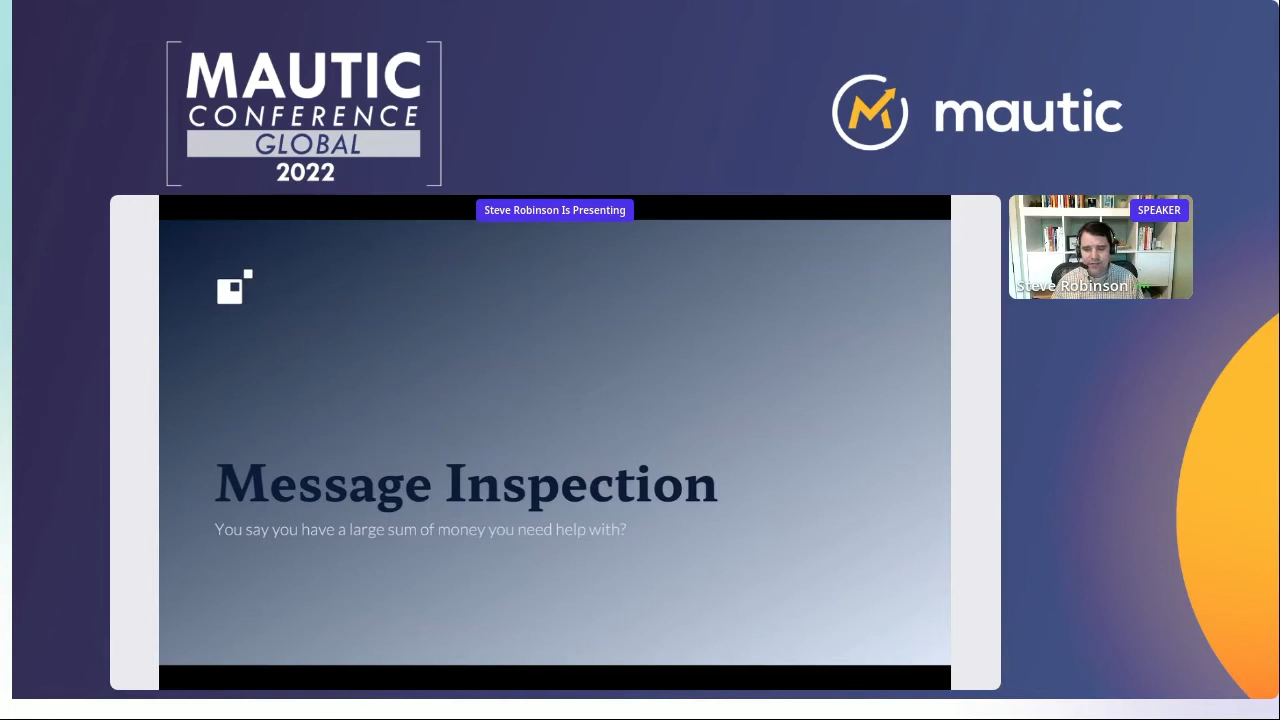 MAUTIC
CONFERENCE
GLOBAL
2022
mautic
Steve Robinson Is Presenting
SPEAKER
Steve Robinson
Message Inspection
You say you have a large sum of money you need help with?